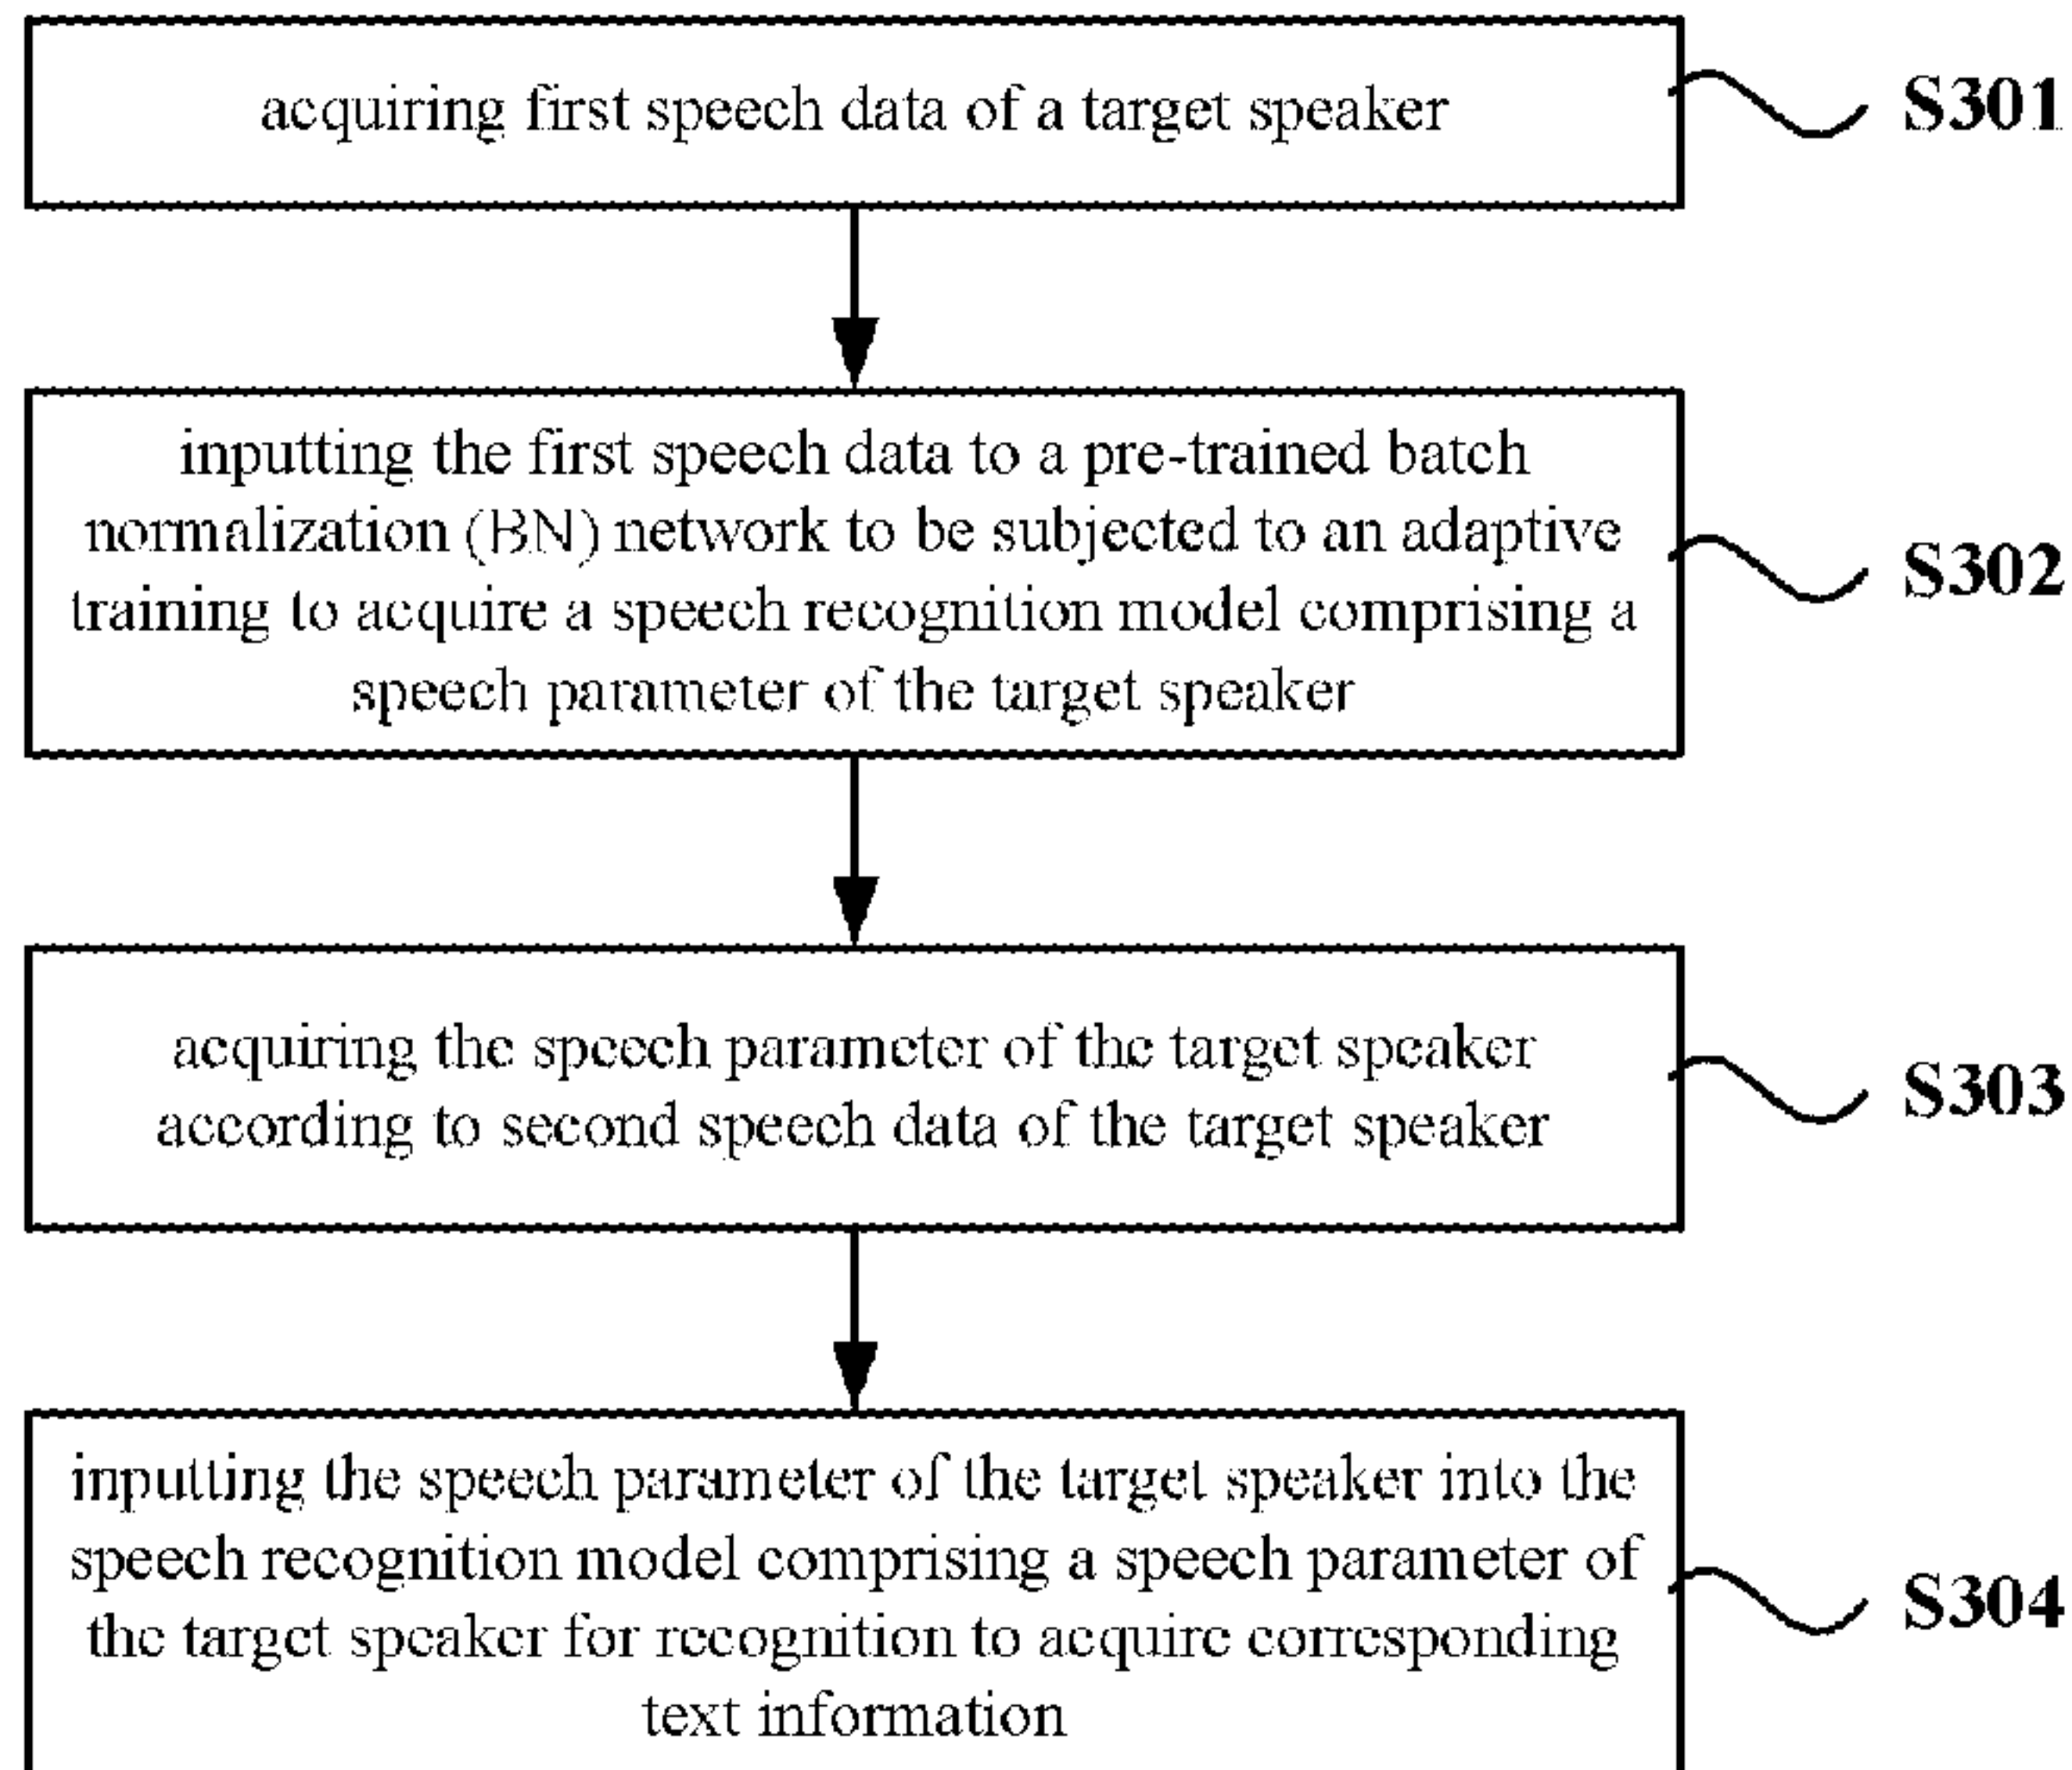 acquiring first speech data of a target speaker
S301
inputting the first speech data to a pre-trained batch
normalization (BN) network to be subjected to an adaptive
training to acquire a speech recognition model comprising a
speech parameter of the target speaker
S302
acquiring the speech parameter of the target speaker
according to second speech data of the target speaker
S303
inputting the speech parameter of the target speaker into the
speech recognition model comprising a speech parameter of
the target speaker for recognition to acquire corresponding
text information
S304